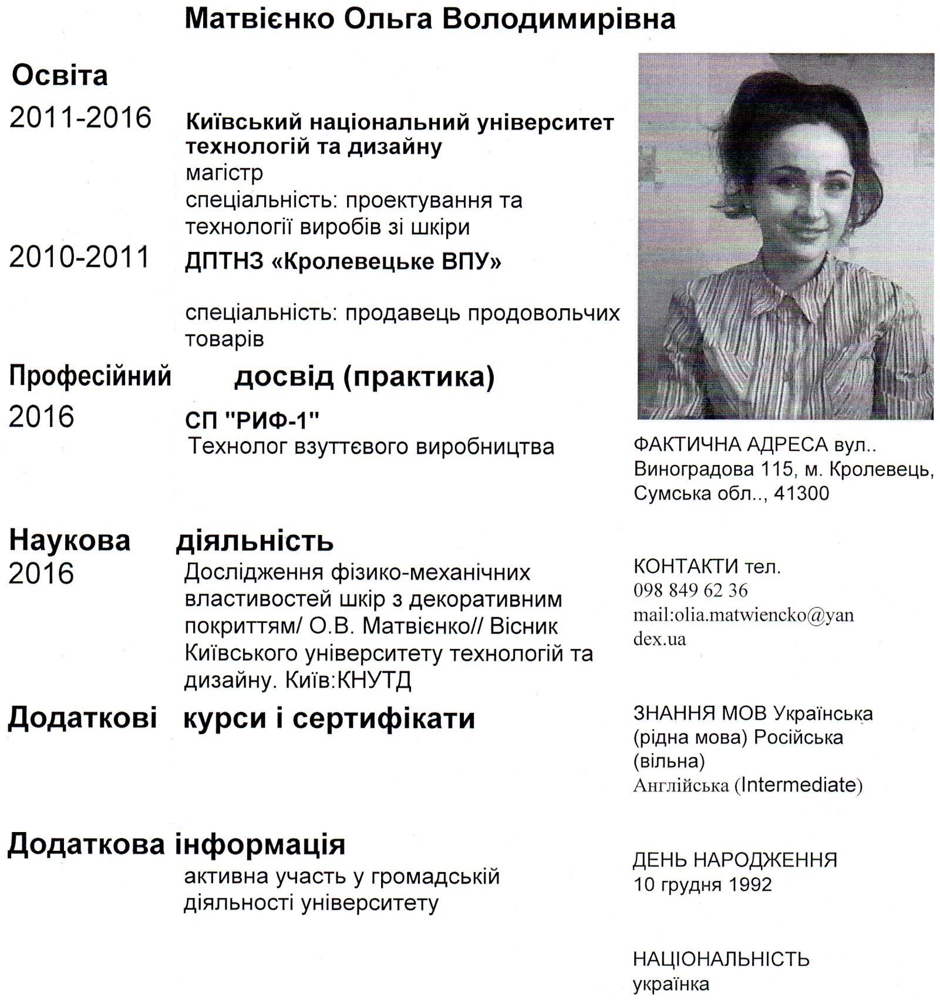 Матвієнко Ольга Володимирівна
Освіта
2011-2016
Київський національний університет
технологій та дизайну
магістр
спеціальність: проектування та
технології виробів зі шкіри
2010-2011
ДПТНЗ «Кролевецьке ВПУ»
спеціальність: продавець продовольчих
товарів
Професійний досвід (практика)
2016
СП "РИФ-1"
Технолог взуттєвого виробництва
Наукова діяльність
2016
Дослідження фізико-механічних
властивостей шкір з декоративним
покриттям/ О.В. Матвієнко// Вісник
Київського університету технологій та
дизайну. Київ:КНУТД
Додаткові курси і сертифікати
Додаткова інформація
активна участь у громадській
діяльності університету
ФАКТИЧНА АДРЕСА вул..
Виноградова 115, м. Кролевець,
Сумська обл.., 41300
КОНТАКТИ тел.
098 849 62 36
mail:olia.matwiencko@yan
dex.ua
ЗНАННЯ МОВ Українська
(рідна мова) Російська
(вільна)
Англійська (Intermediate)
ДЕНЬ НАРОДЖЕННЯ
10 грудня 1992
НАЦІОНАЛЬНІСТЬ
українка